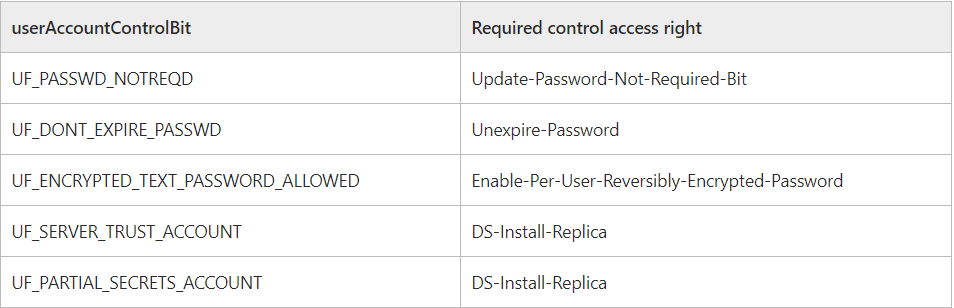 userAccountControlBit Required control access right
UF_PASSWD_NOTREQD Update-Password-Not-Required-Bit
UF_DONT_EXPIRE_PASSWD Unexpire-Password
UF_ENCRYPTED_TEXT_PASSWORD_ALLOWED Enable-Per-User-Reversibly-Encrypted-Password
UF_SERVER_TRUST_ACCOUNT DS-Install-Replica
UF_PARTIAL_SECRETS_ACCOUNT DS-Install-Replica